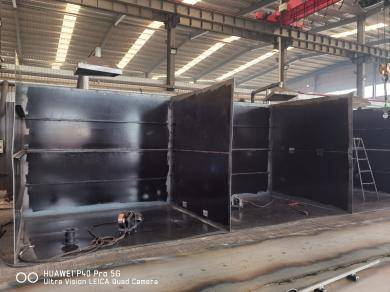 HUAWEI P40 Pro 5G
Ultra Vision LEICA Quad Camera